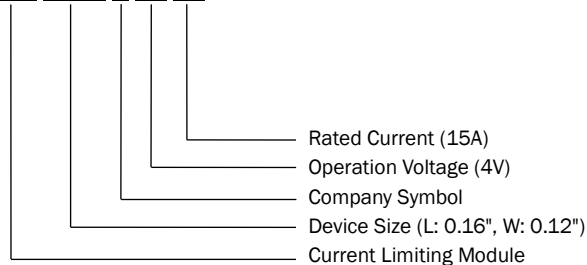 Rated Current (15A)
Operation Voltage (4V)
Company Symbol
Device Size (L: 0.16", W: 0.12")
Current Limiting Module